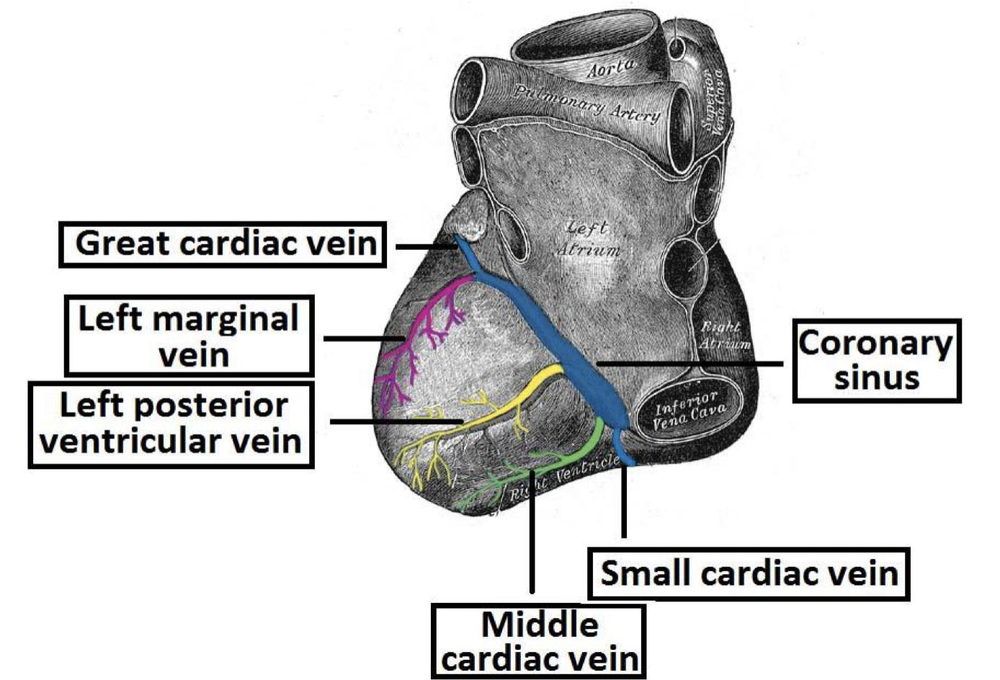 Aorta
Pulmonary Artery
Superior
Vena Cava
Left
Atrium
Great cardiac vein
Left marginal
vein
Right
Atrium
Coronary
sinus
Left posterior
ventricular vein
Inferior
Vena Cava
Right Ventricle
Small cardiac vein
Middle
cardiac vein